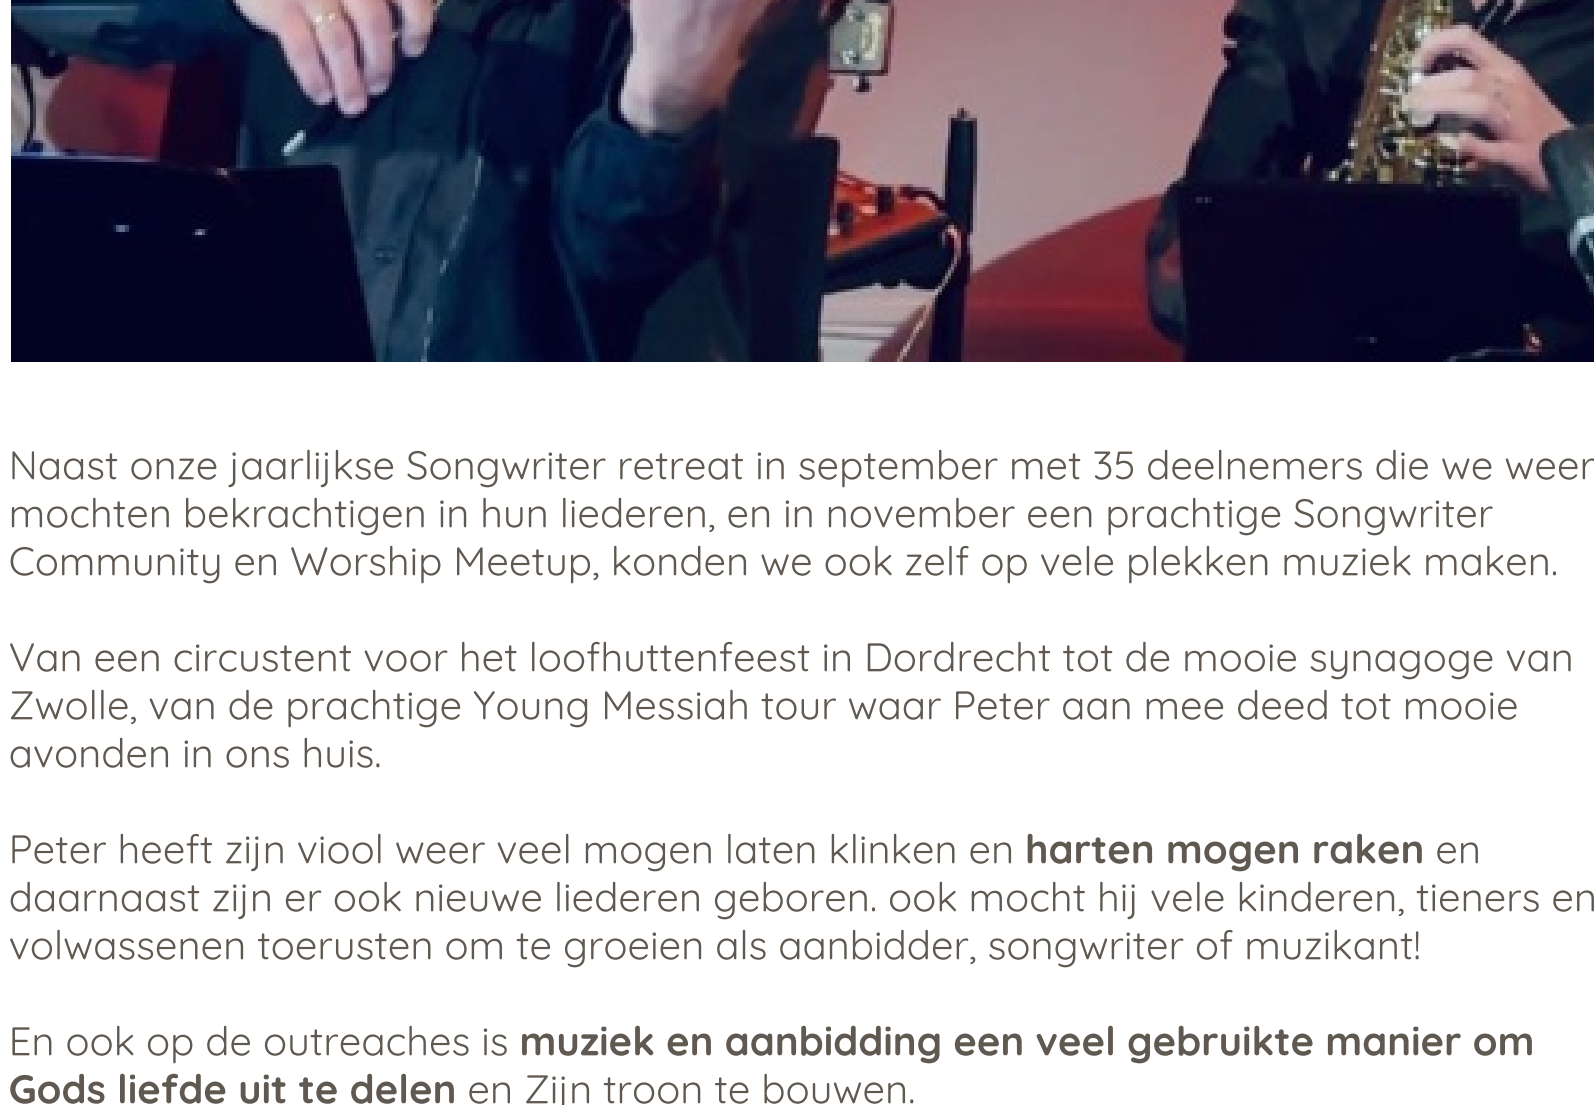 Naast onze jaarlijkse Songwriter retreat in september met 35 deelnemers die we weer
mochten bekrachtigen in hun liederen, en in november een prachtige Songwriter
Community en Worship Meetup, konden we ook zelf op vele plekken muziek maken.
Van een circustent voor het loofhuttenfeest in Dordrecht tot de mooie synagoge van
Zwolle, van de prachtige Young Messiah tour waar Peter aan mee deed tot mooie
avonden in ons huis.
Peter heeft zijn viool weer veel mogen laten klinken en harten mogen raken en
daarnaast zijn er ook nieuwe liederen geboren. ook mocht hij vele kinderen, tieners en
volwassenen toerusten om te groeien als aanbidder, songwriter of muzikant!
En ook op de outreaches is muziek en aanbidding een veel gebruikte manier om
Gods liefde uit te delen en Zijn troon te bouwen.